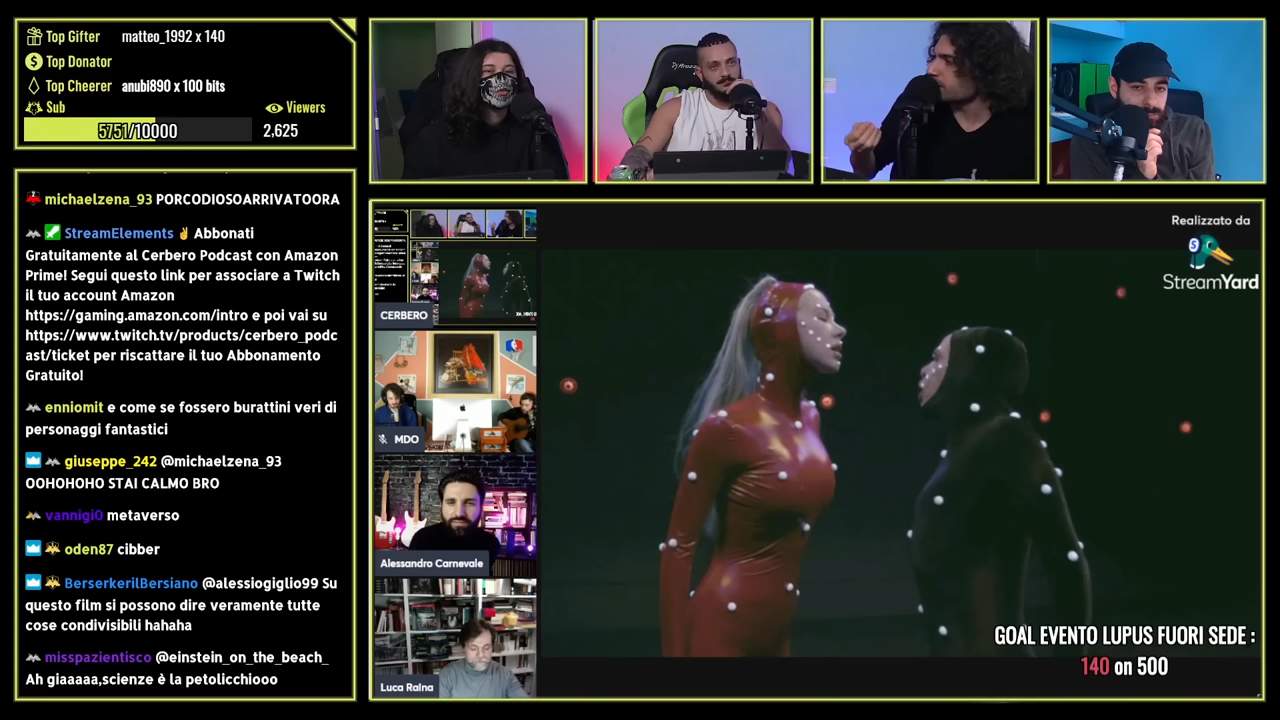 Top Gifter matteo_1992 x 140
Top Donator
Top Cheerer anubi890 x 100 bits
Sub Viewers
5751/10000 2,625
michaelzena_93 PORCODIOSOARRIVATOORA
StreamElements ✌ Abbonati
Gratuitamente al Cerbero Podcast con Amazon
Prime! Segui questo link per associare a Twitch
il tuo account Amazon
https://gaming.amazon.com/intro e poi vai su
https://www.twitch.tv/products/cerbero_podc
ast/ticket per riscattare il tuo Abbonamento
Gratuito!
enniomit e come se fossero burattini veri di
personaggi fantastici
giuseppe_242 @michaelzena_93
OOHOHOHO STAI CALMO BRO
vannigi0 metaverso
oden87 cibber
BerserkerilBersiano @alessiogiglio99 Su
questo film si possono dire veramente tutte
cose condivisibili hahaha
misspazientisco @einstein_on_the_beach_
Ah giaaaaa,scienze è la petolicchiooo
CERBERO
MDO
Alessandro Carnevale
Luca Raina
Realizzato da
StreamYard
GOAL EVENTO LUPUS FUORI SEDE :
140 on 500